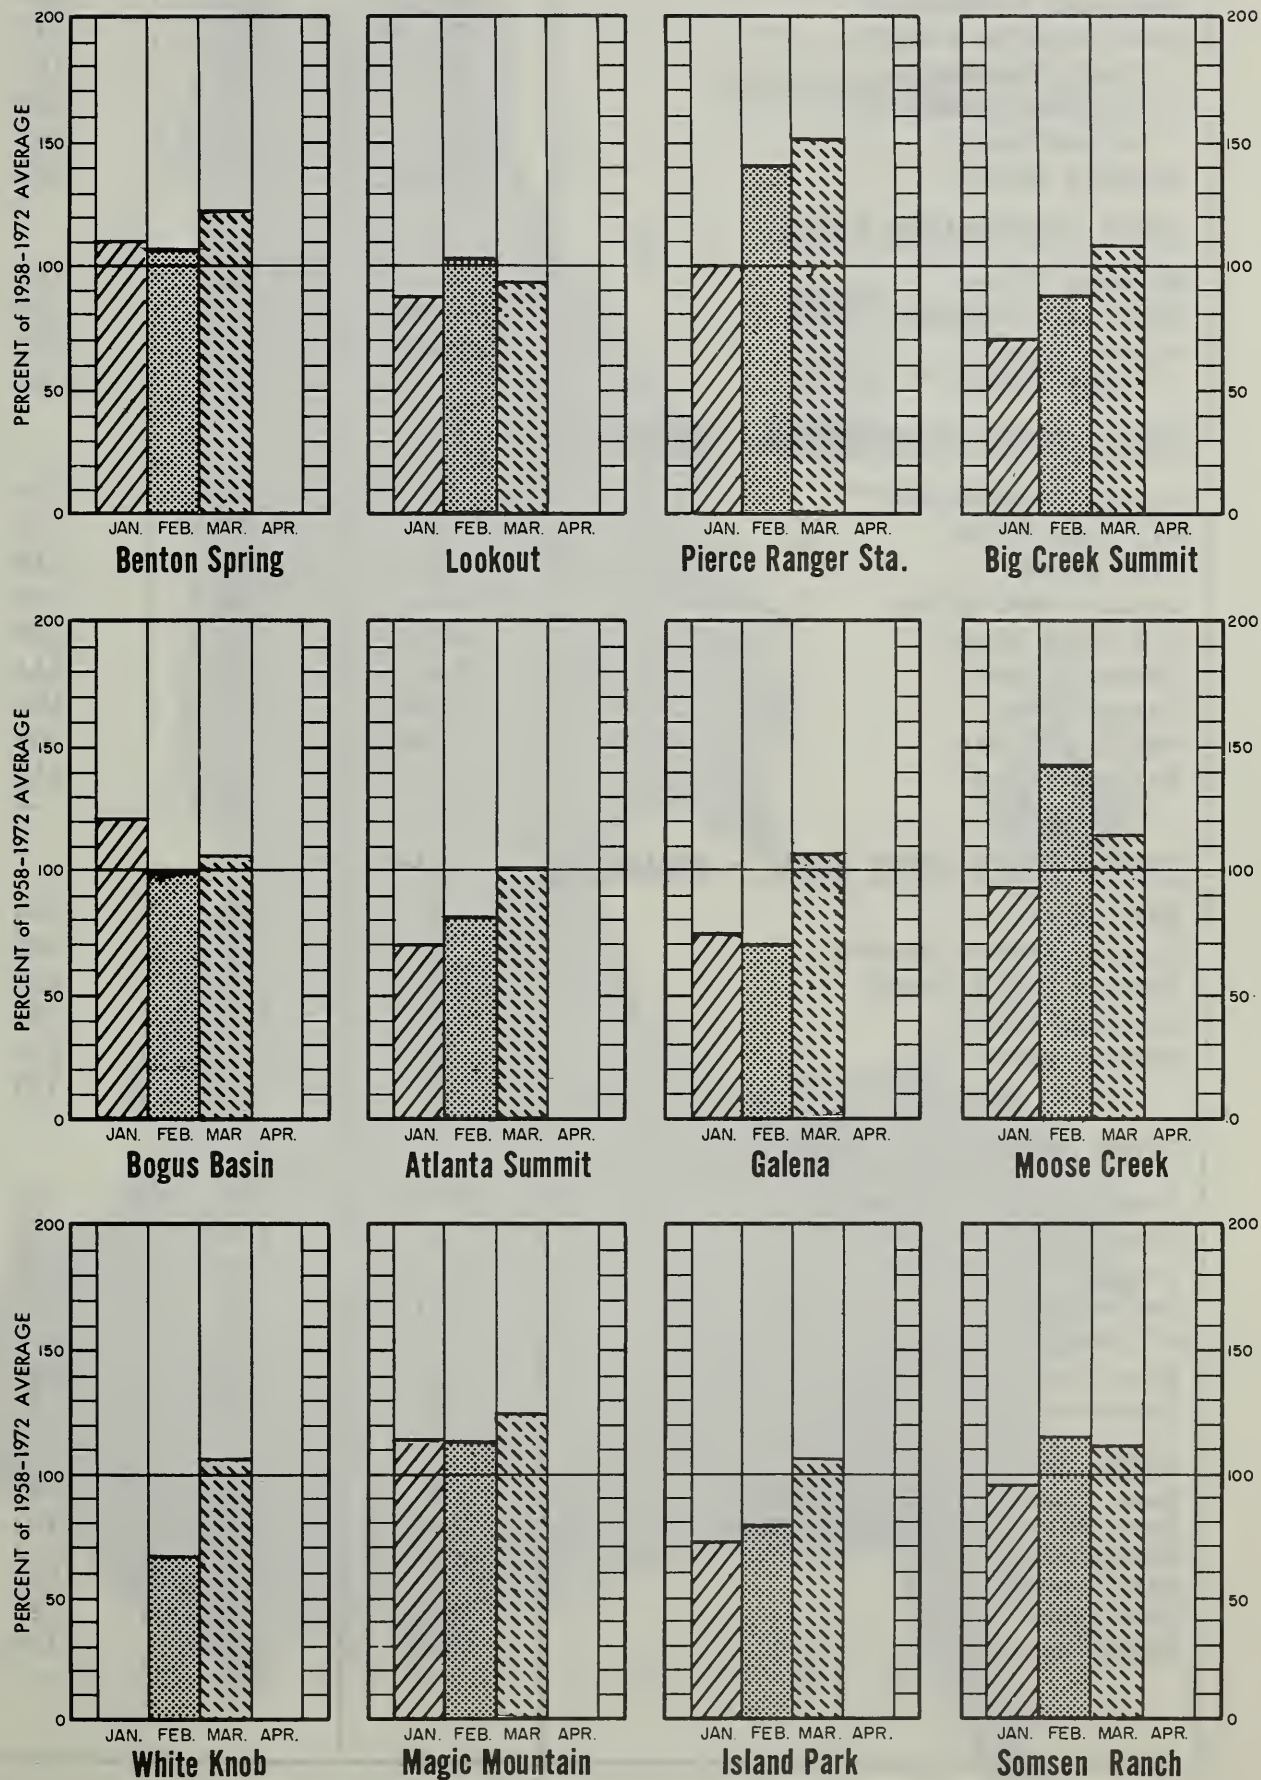 200 200
PERCENT of 1958-1972 AVERAGE
150 150
100 100
50 50
0 0
JAN. FEB. MAR. APR. JAN. FEB. MAR. APR. JAN. FEB. MAR. APR. JAN. FEB. MAR. APR.
Benton Spring Lookout Pierce Ranger Sta. Big Creek Summit
200 200
PERCENT of 1958-1972 AVERAGE
150 150
100 100
50 50
0 0
JAN. FEB. MAR APR. JAN. FEB. MAR. APR. JAN. FEB. MAR. APR. JAN. FEB. MAR APR.
Bogus Basin Atlanta Summit Galena Moose Creek
200 200
PERCENT of 1958-1972 AVERAGE
150 150
100 100
50 50
0 0
JAN. FEB. MAR. APR. JAN. FEB. MAR. APR. JAN. FEB. MAR. APR. JAN. FEB. MAR. APR.
White Knob Magic Mountain Island Park Somsen Ranch